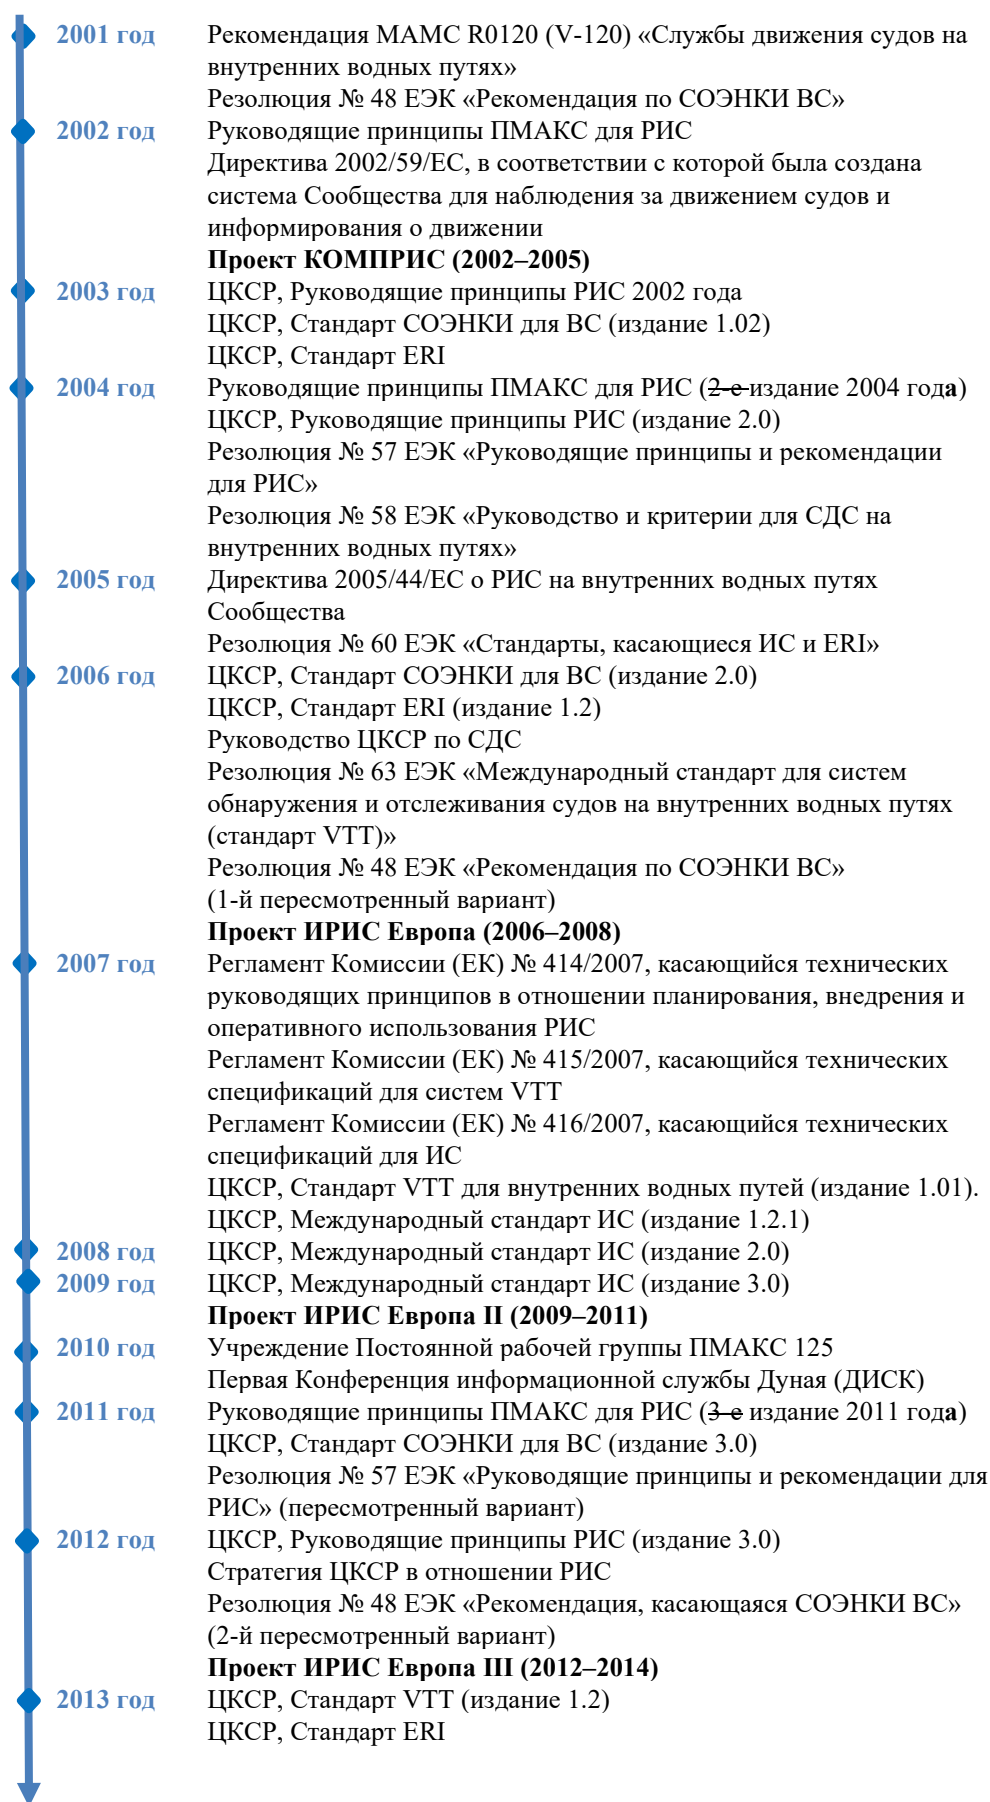 2001 год Рекомендация МАМС R0120 (V-120) «Службы движения судов на
внутренних водных путях»
Резолюция № 48 ЕЭК «Рекомендация по СОЭНКИ ВС»
2002 год Руководящие принципы ПМАКС для РИС
Директива 2002/59/ЕС, в соответствии с которой была создана
система Сообщества для наблюдения за движением судов и
информирования о движении
Проект КОМПРИС (2002–2005)
2003 год ЦКСР, Руководящие принципы РИС 2002 года
ЦКСР, Стандарт СОЭНКИ для ВС (издание 1.02)
ЦКСР, Стандарт ERI
2004 год Руководящие принципы ПМАКС для РИС (2-е издание 2004 года)
ЦКСР, Руководящие принципы РИС (издание 2.0)
Резолюция № 57 ЕЭК «Руководящие принципы и рекомендации
для РИС»
Резолюция № 58 ЕЭК «Руководство и критерии для СДС на
внутренних водных путях»
2005 год Директива 2005/44/ЕС о РИС на внутренних водных путях
Сообщества
Резолюция № 60 ЕЭК «Стандарты, касающиеся ИС и ERI»
2006 год ЦКСР, Стандарт СОЭНКИ для ВС (издание 2.0)
ЦКСР, Стандарт ERI (издание 1.2)
Руководство ЦКСР по СДС
Резолюция № 63 ЕЭК «Международный стандарт для систем
обнаружения и отслеживания судов на внутренних водных путях
(стандарт VTT)»
Резолюция № 48 ЕЭК «Рекомендация по СОЭНКИ ВС»
(1-й пересмотренный вариант)
Проект ИРИС Европа (2006–2008)
2007 год Регламент Комиссии (ЕК) № 414/2007, касающийся технических
руководящих принципов в отношении планирования, внедрения и
оперативного использования РИС
Регламент Комиссии (ЕК) № 415/2007, касающийся технических
спецификаций для систем VTT
Регламент Комиссии (ЕК) № 416/2007, касающийся технических
спецификаций для ИС
ЦКСР, Стандарт VTT для внутренних водных путей (издание 1.01).
ЦКСР, Международный стандарт ИС (издание 1.2.1)
2008 год ЦКСР, Международный стандарт ИС (издание 2.0)
2009 год ЦКСР, Международный стандарт ИС (издание 3.0)
Проект ИРИС Европа II (2009–2011)
2010 год Учреждение Постоянной рабочей группы ПМАКС 125
Первая Конференция информационной службы Дуная (ДИСК)
2011 год Руководящие принципы ПМАКС для РИС (3-е издание 2011 года)
ЦКСР, Стандарт СОЭНКИ для ВС (издание 3.0)
Резолюция № 57 ЕЭК «Руководящие принципы и рекомендации для
РИС» (пересмотренный вариант)
2012 год ЦКСР, Руководящие принципы РИС (издание 3.0)
Стратегия ЦКСР в отношении РИС
Резолюция № 48 ЕЭК «Рекомендация, касающаяся СОЭНКИ ВС»
(2-й пересмотренный вариант)
Проект ИРИС Европа III (2012–2014)
2013 год ЦКСР, Стандарт VTT (издание 1.2)
ЦКСР, Стандарт ERI